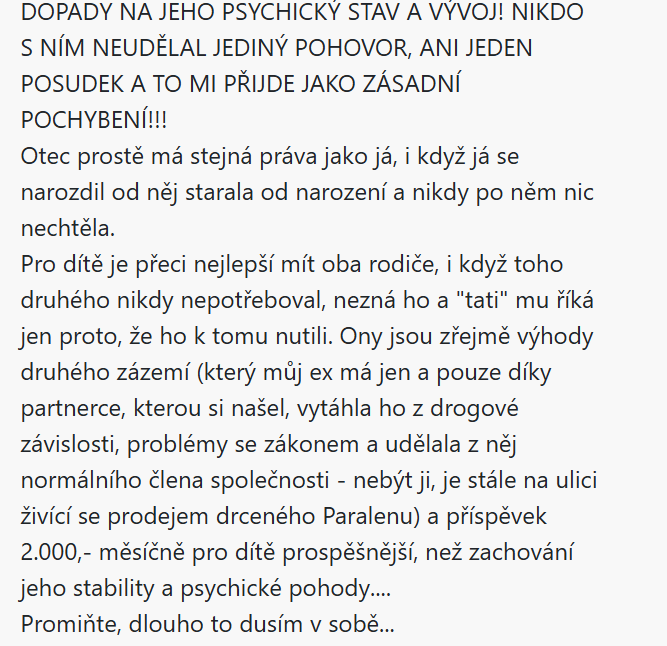 DOPADY NA JEHO PSYCHICKÝ STAV A VÝVOJ! NIKDO
S NÍM NEUDĚLAL JEDINÝ POHOVOR, ANI JEDEN
POSUDEK A TO MI PŘIJDE JAKO ZÁSADNÍ
POCHYBENÍ!!!
Otec prostě má stejná práva jako já, i když já se
narozdil od něj starala od narození a nikdy po něm nic
nechtěla.
Pro dítě je přeci nejlepší mít oba rodiče, i když toho
druhého nikdy nepotřeboval, nezná ho a "tati" mu říká
jen proto, že ho k tomu nutili. Ony jsou zřejmě výhody
druhého zázemí (který můj ex má jen a pouze díky
partnerce, kterou si našel, vytáhla ho z drogové
závislosti, problémy se zákonem a udělala z něj
normálního člena společnosti - nebýt ji, je stále na ulici
živící se prodejem drceného Paralenu) a příspěvek
2.000,- měsíčně pro dítě prospěšnější, než zachování
jeho stability a psychické pohody....
Promiňte, dlouho to dusím v sobě...